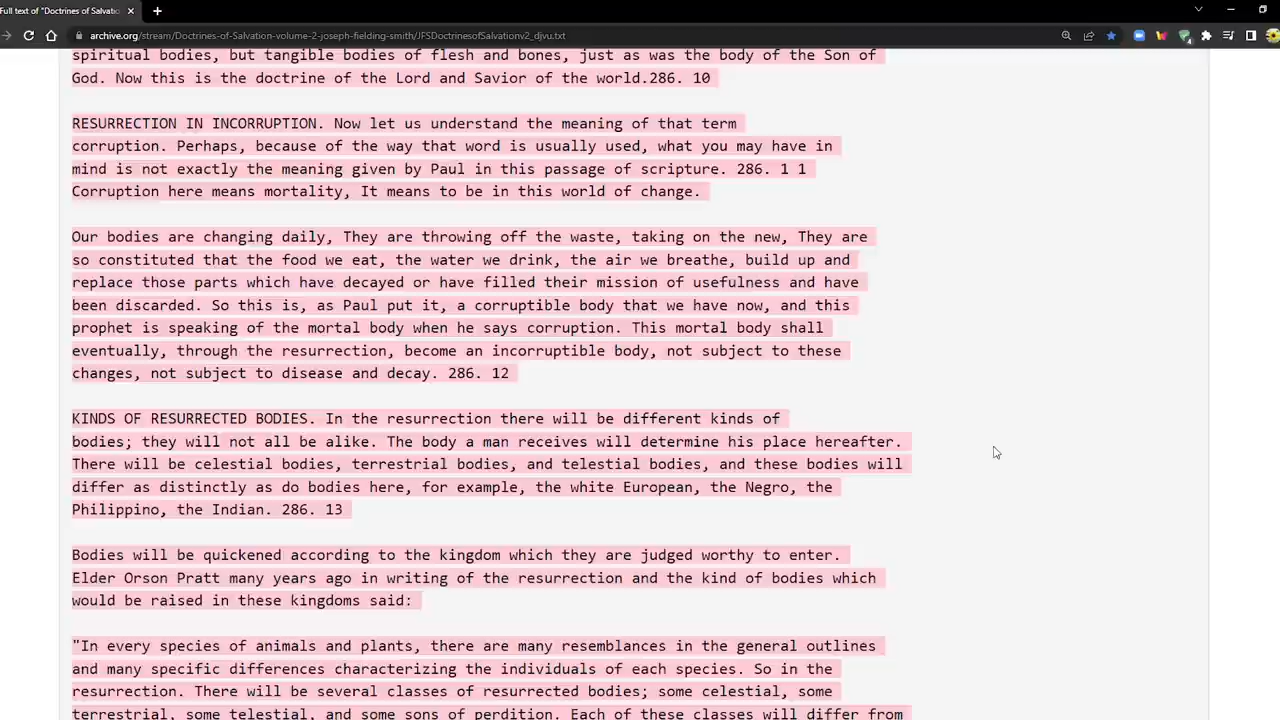 Full text of "Doctrines of Salvatio
archive.org/stream/Doctrines-of-Salvation-volume-2-joseph-fielding-smith/JFSDoctrinesofSalvationv2_djvu.txt
spiritual bodies, but tangible bodies of flesh and bones, just as was the body of the Son of
God. Now this is the doctrine of the Lord and Savior of the world.286. 10
RESURRECTION IN INCORRUPTION. Now let us understand the meaning of that term
corruption. Perhaps, because of the way that word is usually used, what you may have in
mind is not exactly the meaning given by Paul in this passage of scripture. 286. 1 1
Corruption here means mortality, It means to be in this world of change.
Our bodies are changing daily, They are throwing off the waste, taking on the new, They are
so constituted that the food we eat, the water we drink, the air we breathe, build up and
replace those parts which have decayed or have filled their mission of usefulness and have
been discarded. So this is, as Paul put it, a corruptible body that we have now, and this
prophet is speaking of the mortal body when he says corruption. This mortal body shall
eventually, through the resurrection, become an incorruptible body, not subject to these
changes, not subject to disease and decay. 286. 12
KINDS OF RESURRECTED BODIES. In the resurrection there will be different kinds of
bodies; they will not all be alike. The body a man receives will determine his place hereafter.
There will be celestial bodies, terrestrial bodies, and telestial bodies, and these bodies will
differ as distinctly as do bodies here, for example, the white European, the Negro, the
Philippino, the Indian. 286. 13
Bodies will be quickened according to the kingdom which they are judged worthy to enter.
Elder Orson Pratt many years ago in writing of the resurrection and the kind of bodies which
would be raised in these kingdoms said:
"In every species of animals and plants, there are many resemblances in the general outlines
and many specific differences characterizing the individuals of each species. So in the
resurrection. There will be several classes of resurrected bodies; some celestial, some
terrestrial, some telestial, and some sons of perdition. Each of these classes will differ from